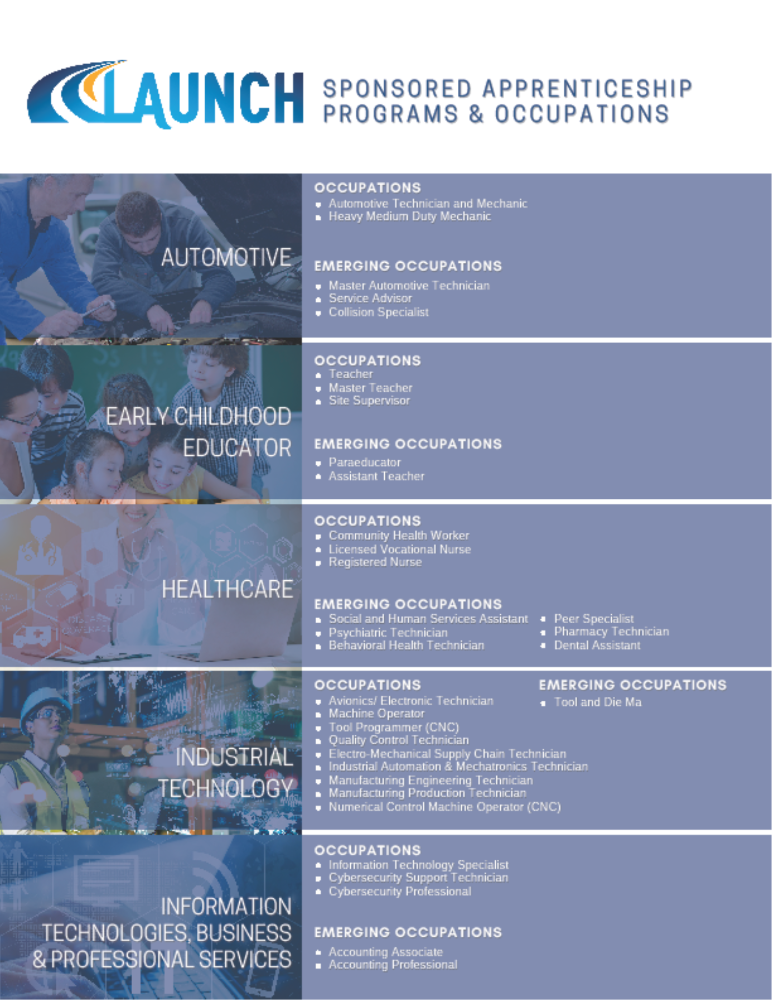 LAUNCH
SPONSORED APPRENTICESHIP
PROGRAMS & OCCUPATIONS
AUTOMOTIVE
OCCUPATIONS
Automotive Technician and Mechanic
Heavy Medium Duty Mechanic
EMERGING OCCUPATIONS
Master Automotive Technician
Service Advisor
Collision Specialist
EARLY CHILDHOOD
EDUCATOR
OCCUPATIONS
Teacher
Master Teacher
Site Supervisor
EMERGING OCCUPATIONS
Paraeducator
Assistant Teacher
HEALTHCARE
OCCUPATIONS
Community Health Worker
Licensed Vocational Nurse
Registered Nurse
EMERGING OCCUPATIONS
Social and Human Services Assistant
Psychiatric Technician
Behavioral Health Technician
Peer Specialist
Pharmacy Technician
Dental Assistant
INDUSTRIAL
TECHNOLOGY
OCCUPATIONS
Avionics/ Electronic Technician
Machine Operator
Tool Programmer (CNC)
Quality Control Technician
Electro-Mechanical Supply Chain Technician
Industrial Automation & Mechatronics Technician
Manufacturing Engineering Technician
Manufacturing Production Technician
Numerical Control Machine Operator (CNC)
EMERGING OCCUPATIONS
Tool and Die Ma
INFORMATION
TECHNOLOGIES, BUSINESS
& PROFESSIONAL SERVICES
OCCUPATIONS
Information Technology Specialist
Cybersecurity Support Technician
Cybersecurity Professional
EMERGING OCCUPATIONS
Accounting Associate
Accounting Professional